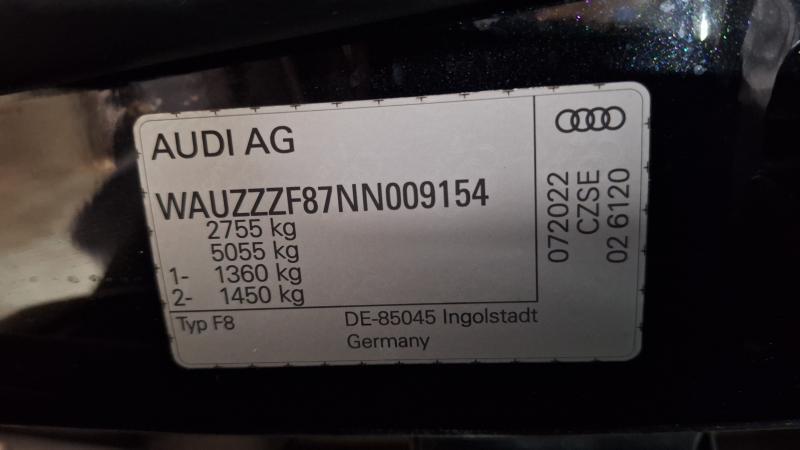 AUDI AG
WAUZZZF87NN009154
2755 kg
5055 kg
1- 1360 kg
2- 1450 kg
Typ F8
DE-85045 Ingolstadt
Germany
072022
CZSE
02 6120